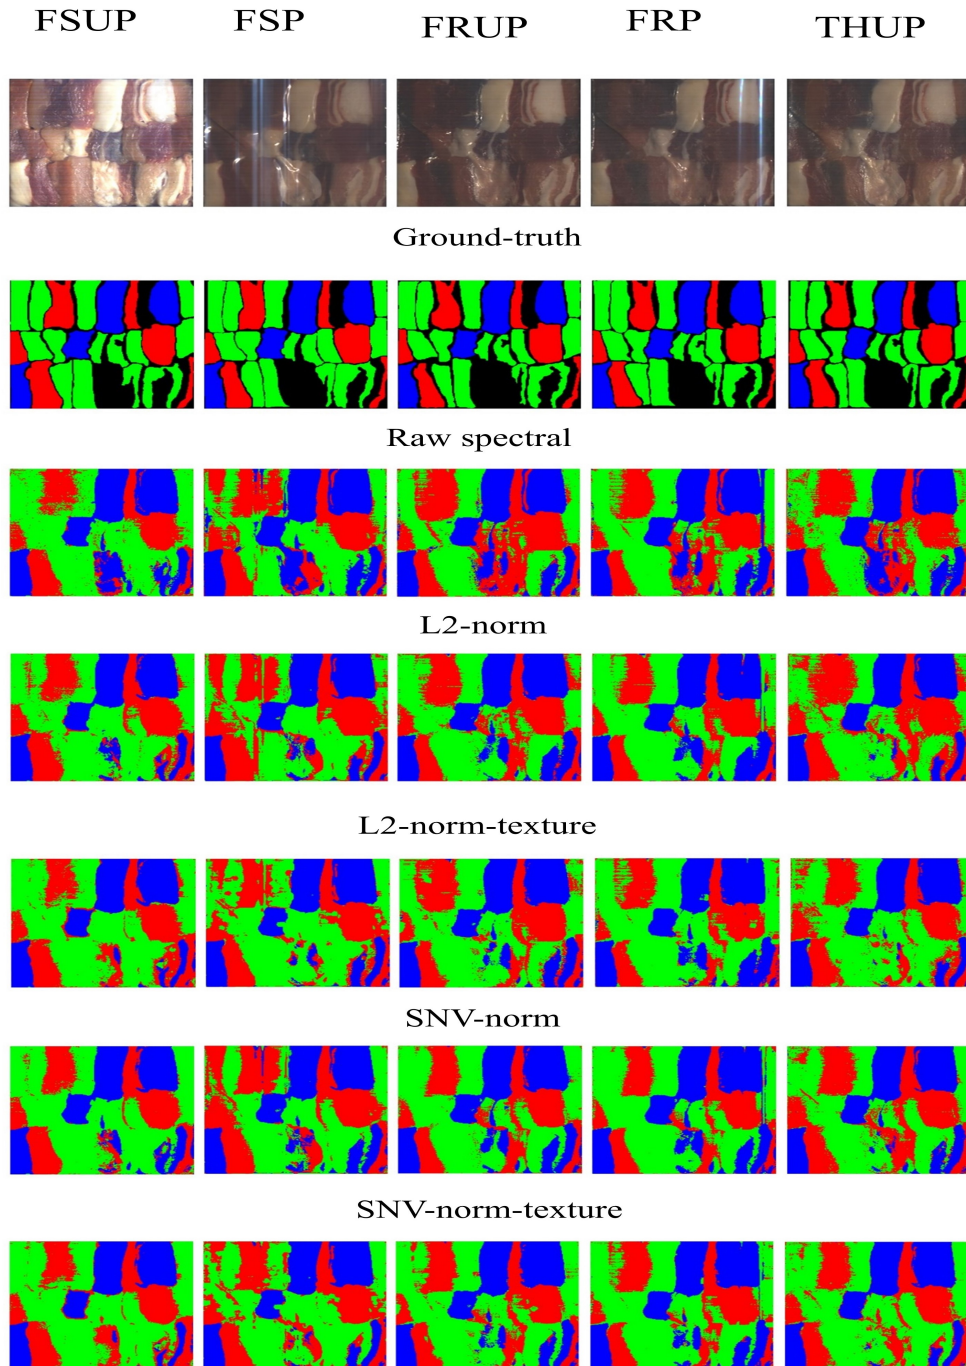 FSUP FSP FRUP FRP THUP
Ground-truth
Raw spectral
L2-norm
L2-norm-texture
SNV-norm
SNV-norm-texture